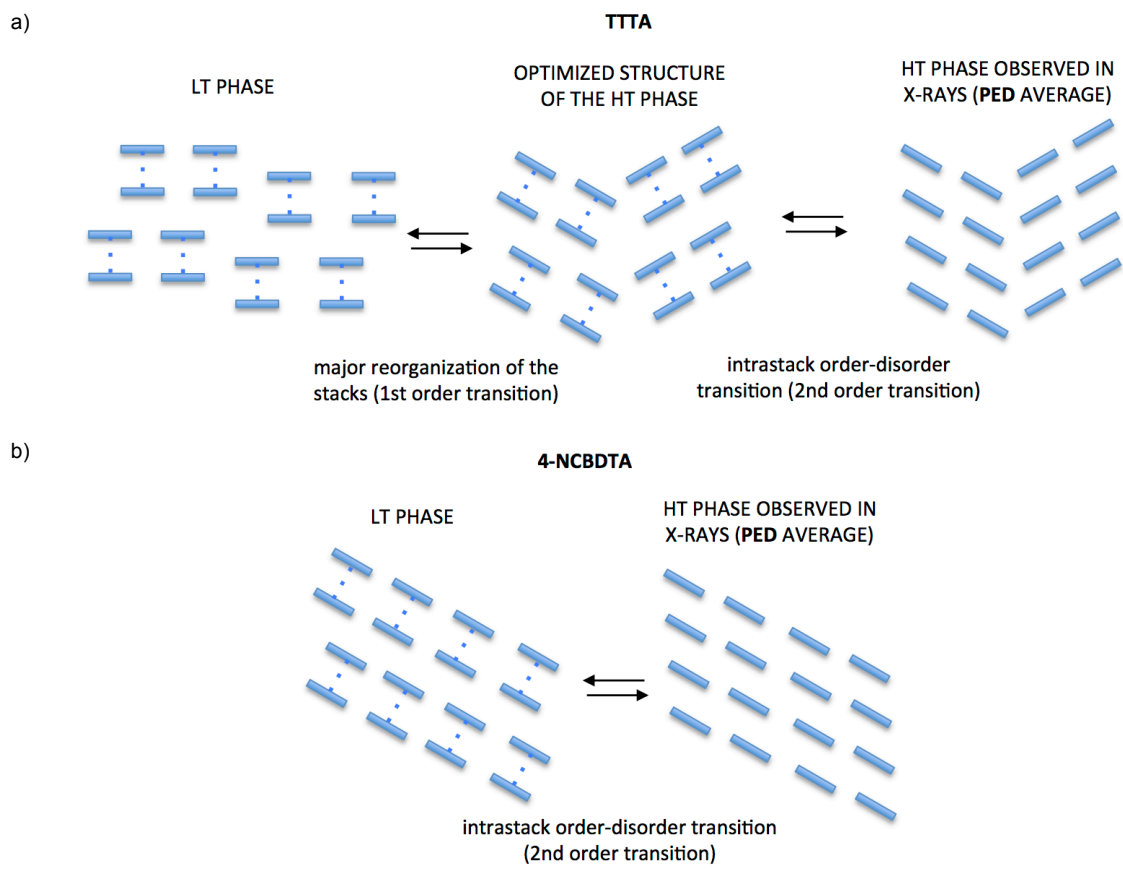 a)
TTTA
LT PHASE
OPTIMIZED STRUCTURE
OF THE HT PHASE
HT PHASE OBSERVED IN
X-RAYS (PED AVERAGE)
major reorganization of the
stacks (1st order transition)
intrastack order-disorder
transition (2nd order transition)
b)
4-NCBDTA
LT PHASE
HT PHASE OBSERVED IN
X-RAYS (PED AVERAGE)
intrastack order-disorder transition
(2nd order transition)